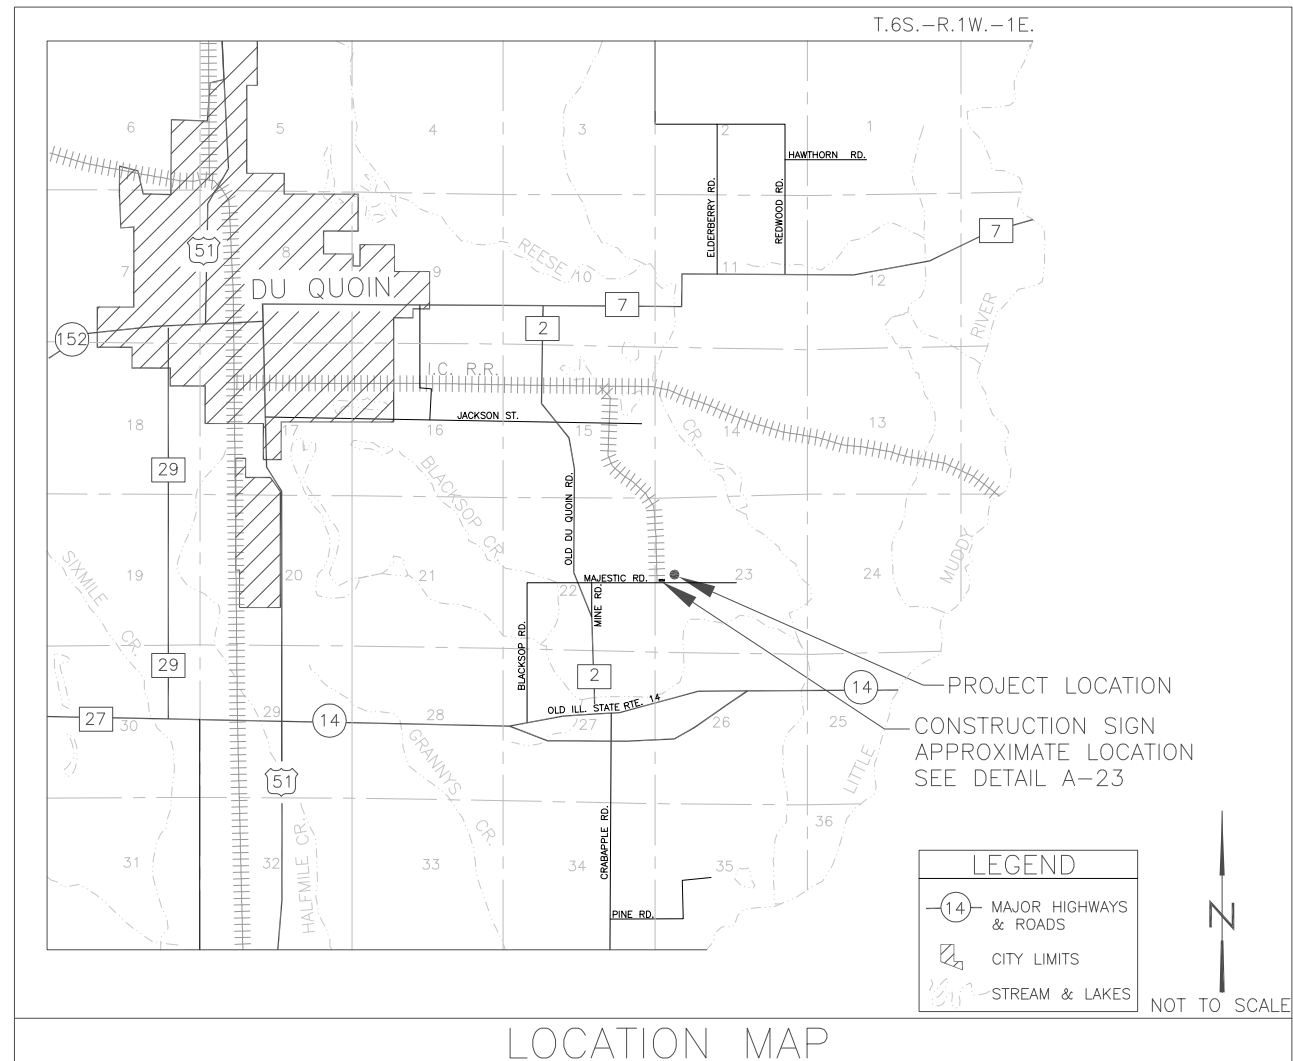 T.6S.-R.1W.-1E.
6
5
4
3
2
1
HAWTHORN RD.
ELDERBERRY RD.
REDWOOD RD.
7
51
7
8
9
REESE
10
11
12
DU QUOIN
7
2
RIVER
152
I.C. R.R.
JACKSON ST.
18
17
16
15
CR.
14
13
29
BLACKSOP CR.
OLD DU QUOIN RD.
MUDDY
SIXMILE
CR.
19
20
21
MAJESTIC RD.
22
23
24
MINE RD.
BLACKSOP RD.
29
2
14
PROJECT LOCATION
OLD ILL. STATE RTE. 14
27
30
29
14
28
27
26
25
CONSTRUCTION SIGN
APPROXIMATE LOCATION
SEE DETAIL A-23
GRANNYS
CR.
51
LITTLE
HALFMILE CR.
CRABAPPLE RD.
36
31
32
33
34
35
PINE RD.
LEGEND
14 MAJOR HIGHWAYS
& ROADS
CITY LIMITS
STREAM & LAKES
N
NOT TO SCALE
LOCATION MAP